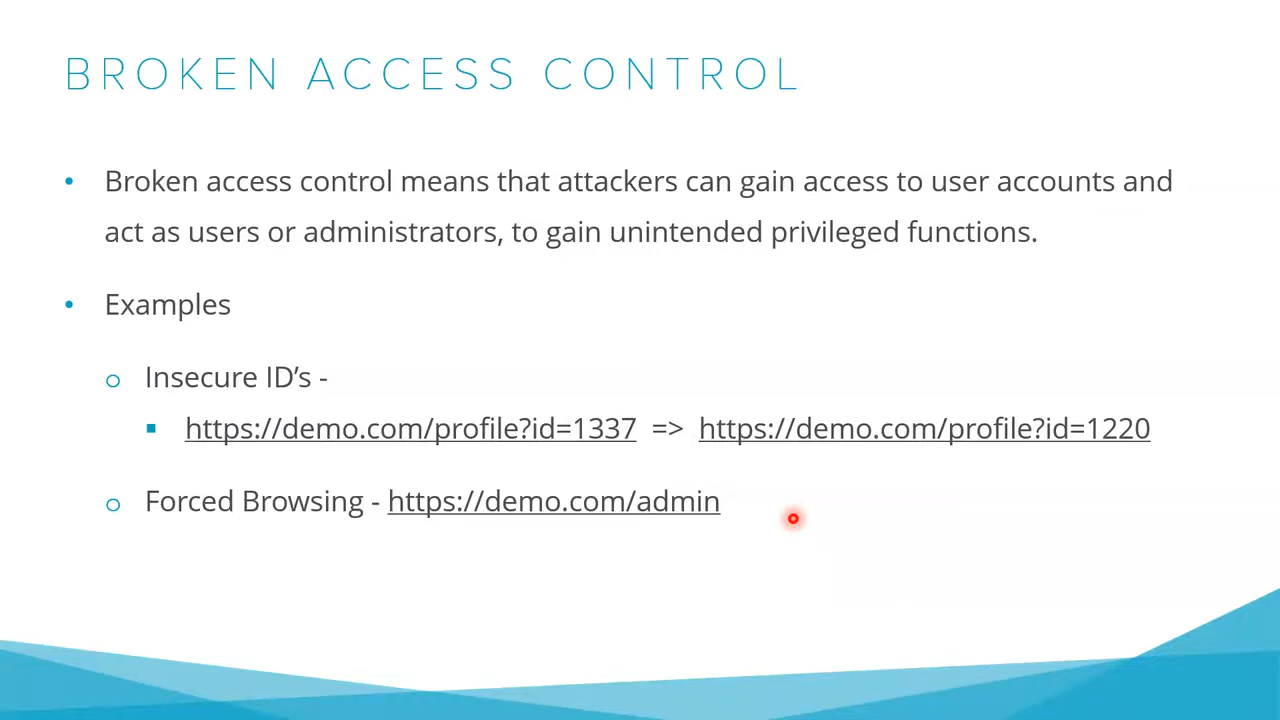 BROKEN ACCESS CONTROL
• Broken access control means that attackers can gain access to user accounts and
act as users or administrators, to gain unintended privileged functions.
• Examples
o Insecure ID’s -
▪ https://demo.com/profile?id=1337 => https://demo.com/profile?id=1220
o Forced Browsing - https://demo.com/admin